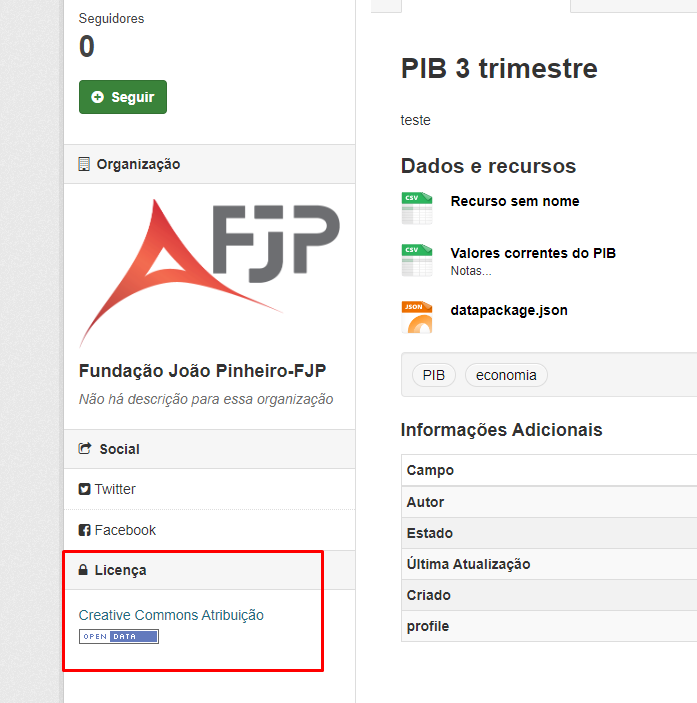 Seguidores
0
Seguir
Organização
FJP
Fundação João Pinheiro-FJP
Não há descrição para essa organização
Social
Twitter
Facebook
Licença
Creative Commons Atribuição
OPEN DATA
PIB 3 trimestre
teste
Dados e recursos
CSV
Recurso sem nome
CSV
Valores correntes do PIB
Notas...
JSON
datapackage.json
PIB
economia
Informações Adicionais
Campo
Autor
Estado
Última Atualização
Criado
profile